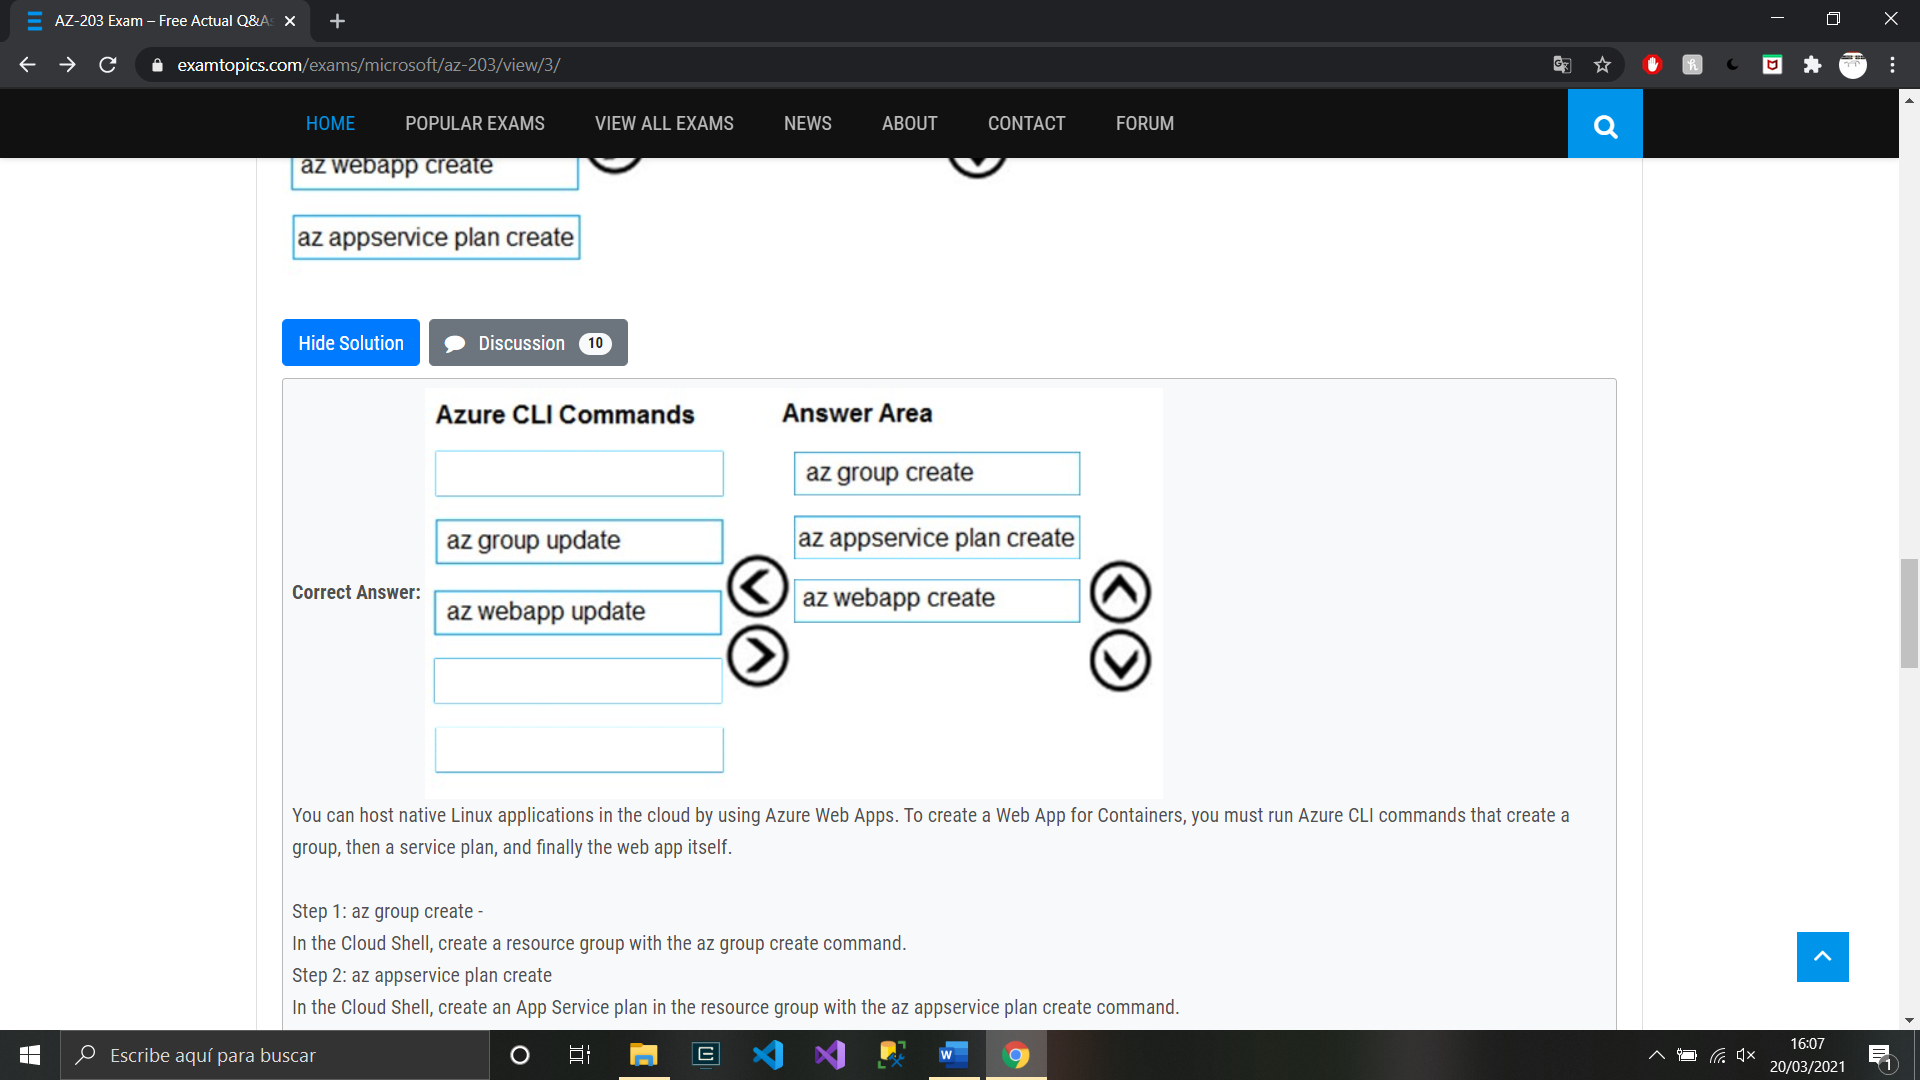 AZ-203 Exam – Free Actual Q&As
examtopics.com/exams/microsoft/az-203/view/3/
HOME POPULAR EXAMS VIEW ALL EXAMS NEWS ABOUT CONTACT FORUM
az webapp create
az appservice plan create
Hide Solution Discussion 10
Azure CLI Commands Answer Area
az group create
az group update
az appservice plan create
Correct Answer:
az webapp update
az webapp create
You can host native Linux applications in the cloud by using Azure Web Apps. To create a Web App for Containers, you must run Azure CLI commands that create a
group, then a service plan, and finally the web app itself.
Step 1: az group create -
In the Cloud Shell, create a resource group with the az group create command.
Step 2: az appservice plan create
In the Cloud Shell, create an App Service plan in the resource group with the az appservice plan create command.
Escribe aquí para buscar
16:07
20/03/2021
1